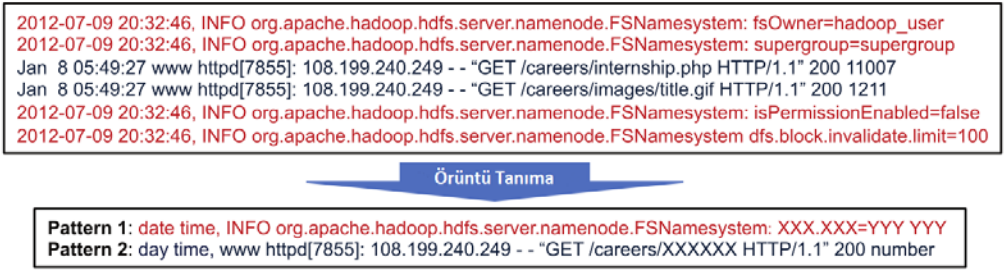 2012-07-09 20:32:46, INFO org.apache.hadoop.hdfs.server.namenode.FSNamesystem: fsOwner=hadoop_user
2012-07-09 20:32:46, INFO org.apache.hadoop.hdfs.server.namenode.FSNamesystem: supergroup=supergroup
Jan  8 05:49:27 www httpd[7855]: 108.199.240.249 - - “GET /careers/internship.php HTTP/1.1” 200 11007
Jan  8 05:49:27 www httpd[7855]: 108.199.240.249 - - “GET /careers/images/title.gif HTTP/1.1” 200 1211
2012-07-09 20:32:46, INFO org.apache.hadoop.hdfs.server.namenode.FSNamesystem: isPermissionEnabled=false
2012-07-09 20:32:46, INFO org.apache.hadoop.hdfs.server.namenode.FSNamesystem dfs.block.invalidate.limit=100
Örüntü Tanıma
Pattern 1: date time, INFO org.apache.hadoop.hdfs.server.namenode.FSNamesystem: XXX.XXX=YYY YYY
Pattern 2: day time, www httpd[7855]: 108.199.240.249 - - “GET /careers/XXXXXX HTTP/1.1” 200 number